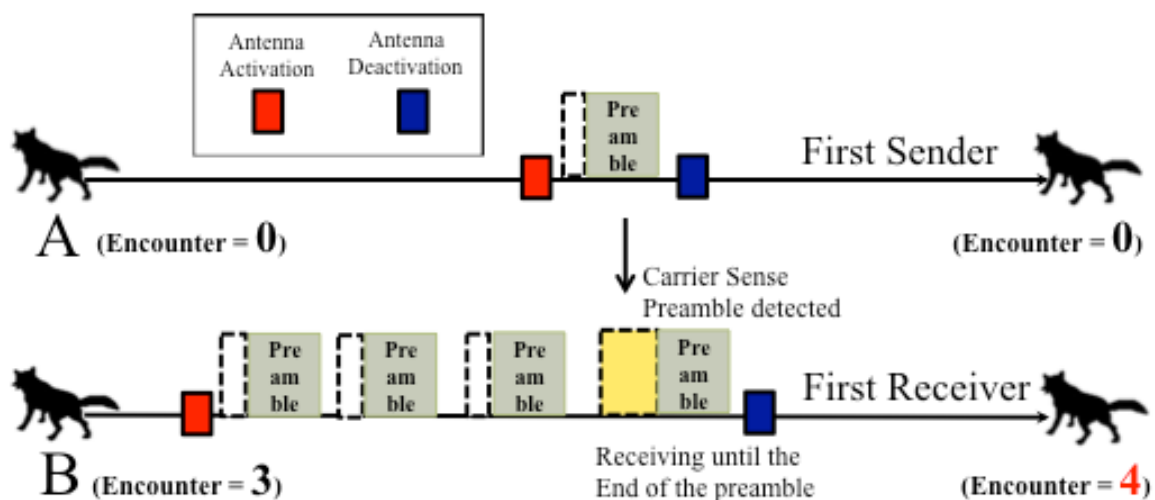 Antenna
Activation
Antenna
Deactivation
Pre
am
ble
First Sender
A (Encounter = 0)
(Encounter = 0)
Carrier Sense
Preamble detected
Pre
am
ble
Pre
am
ble
Pre
am
ble
Pre
am
ble
First Receiver
B (Encounter = 3)
Receiving until the
End of the preamble
(Encounter = 4)